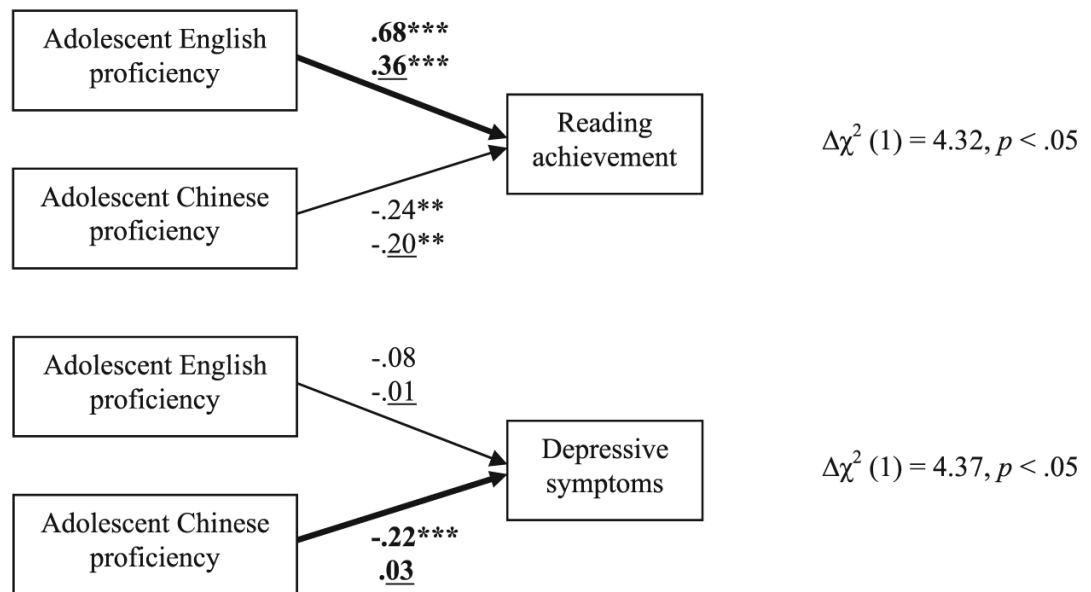 Adolescent English
proficiency
.68***
.36***
Reading
achievement
Δχ² (1) = 4.32, p < .05
Adolescent Chinese
proficiency
-.24**
-.20**
Adolescent English
proficiency
-.08
-.01
Depressive
symptoms
Δχ² (1) = 4.37, p < .05
Adolescent Chinese
proficiency
-.22***
.03